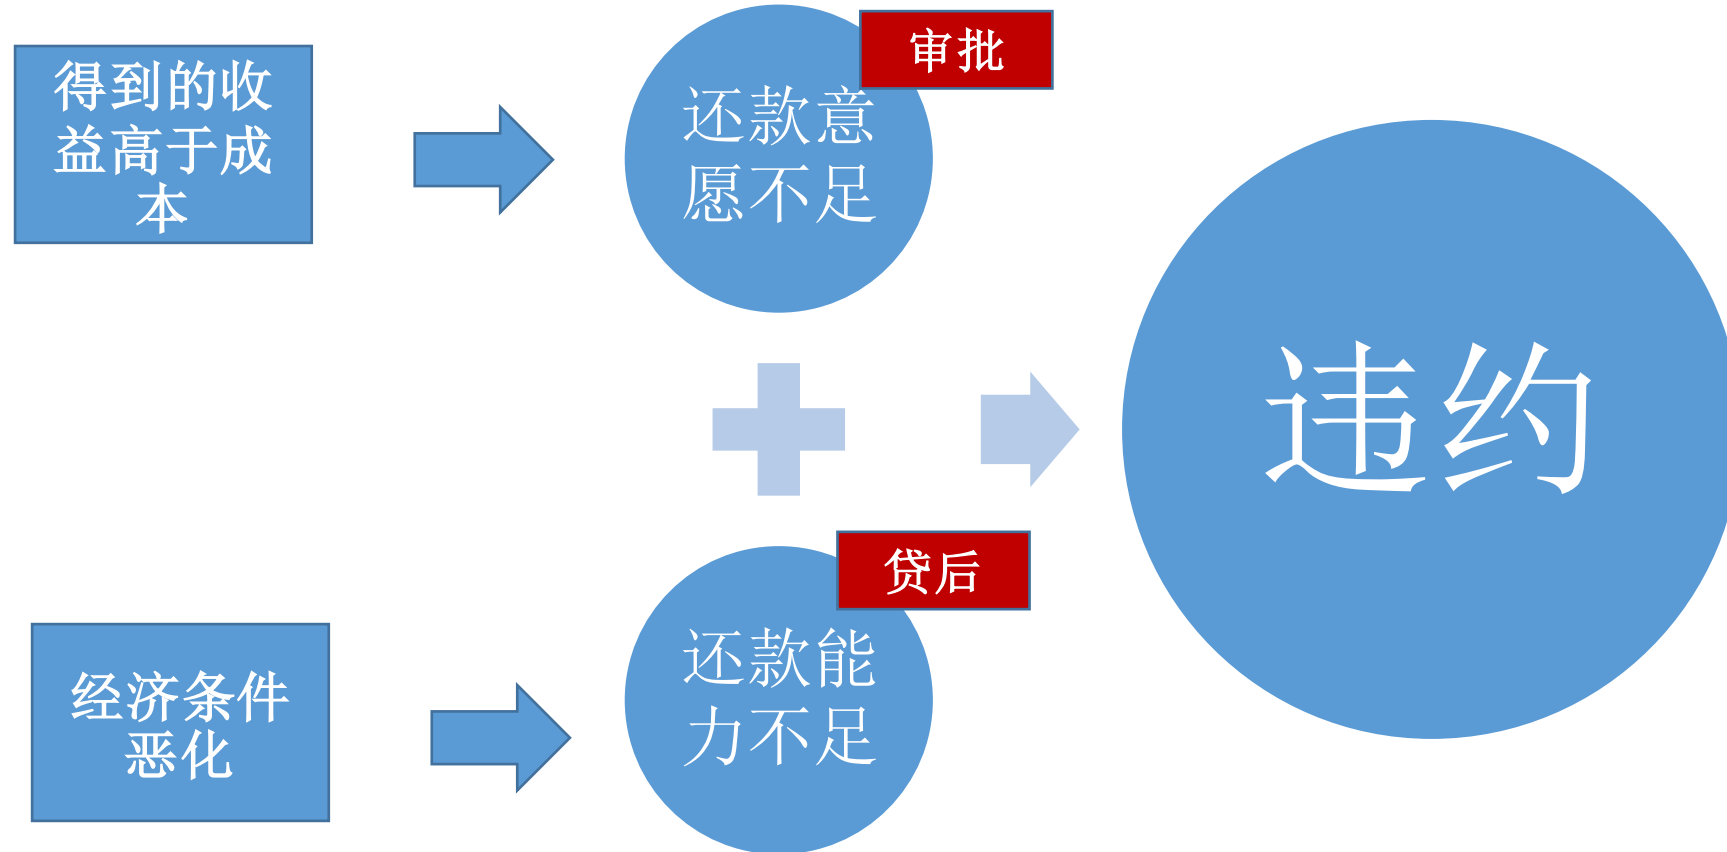 得到的收
益高于成
本
审批
还款意
愿不足
违约
贷后
还款能
力不足
经济条件
恶化